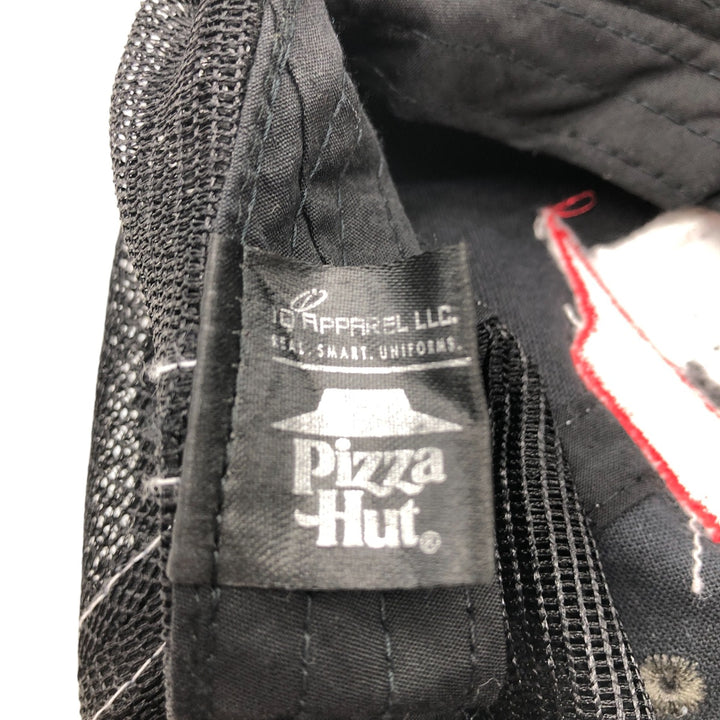 IQ APPAREL LLC.
REAL. SMART. UNIFORMS.
Pizza
Hut®